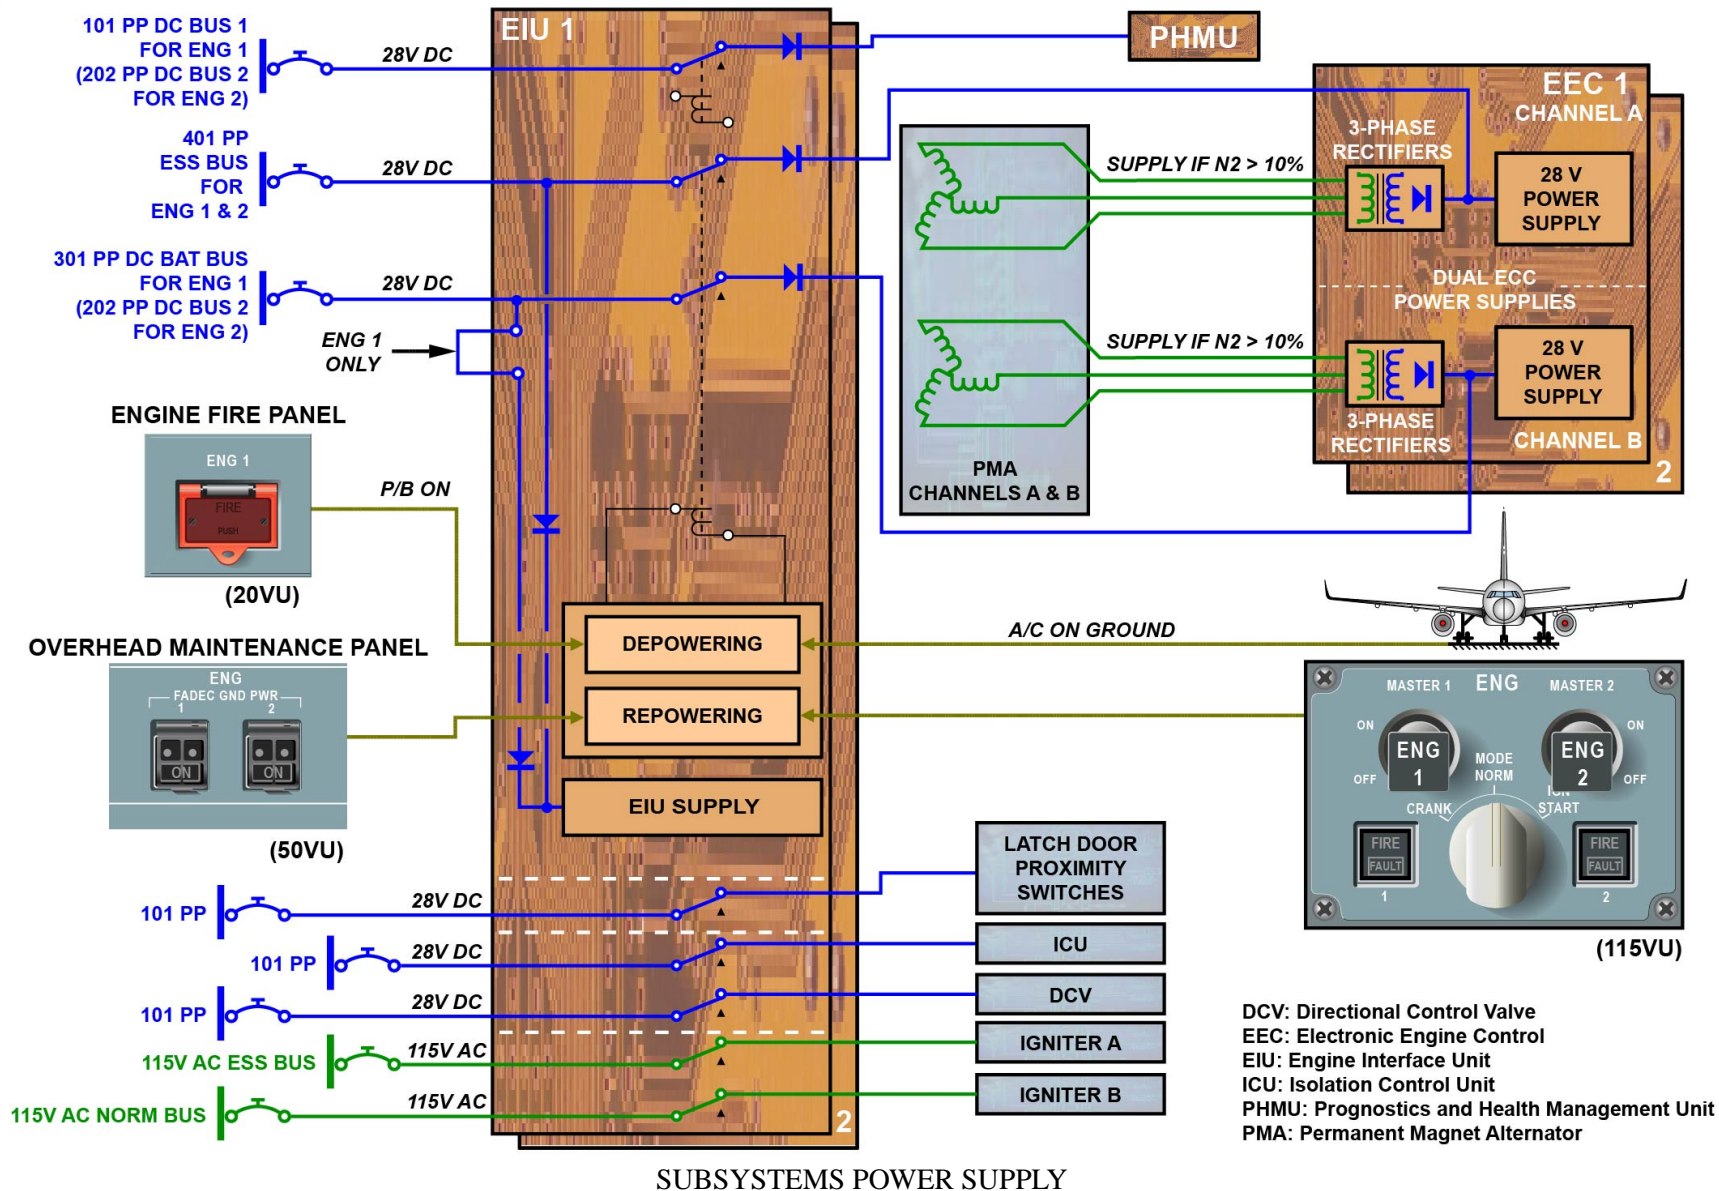 EIU 1
PHMU
101 PP DC BUS 1
FOR ENG 1
(202 PP DC BUS 2
FOR ENG 2)
28V DC
401 PP
ESS BUS
FOR
ENG 1 & 2
28V DC
301 PP DC BAT BUS
FOR ENG 1
(202 PP DC BUS 2
FOR ENG 2)
28V DC
ENG 1
ONLY
EEC 1
CHANNEL A
3-PHASE
RECTIFIERS
SUPPLY IF N2 > 10%
28 V
POWER
SUPPLY
DUAL ECC
POWER SUPPLIES
SUPPLY IF N2 > 10%
28 V
POWER
SUPPLY
3-PHASE
RECTIFIERS
CHANNEL B
2
PMA
CHANNELS A & B
ENGINE FIRE PANEL
ENG 1
FIRE
PUSH
(20VU)
P/B ON
OVERHEAD MAINTENANCE PANEL
ENG
FADEC GND PWR
1 2
ON ON
(50VU)
DEPOWERING
REPOWERING
EIU SUPPLY
A/C ON GROUND
MASTER 1 ENG MASTER 2
ON ON
ENG
1
ENG
2
OFF OFF
MODE
NORM
CRANK
IGN
START
FIRE
FAULT
1
FIRE
FAULT
2
(115VU)
101 PP
28V DC
LATCH DOOR
PROXIMITY
SWITCHES
101 PP
28V DC
ICU
101 PP
28V DC
DCV
115V AC ESS BUS
115V AC
IGNITER A
115V AC NORM BUS
115V AC
IGNITER B
2
DCV: Directional Control Valve
EEC: Electronic Engine Control
EIU: Engine Interface Unit
ICU: Isolation Control Unit
PHMU: Prognostics and Health Management Unit
PMA: Permanent Magnet Alternator
SUBSYSTEMS POWER SUPPLY